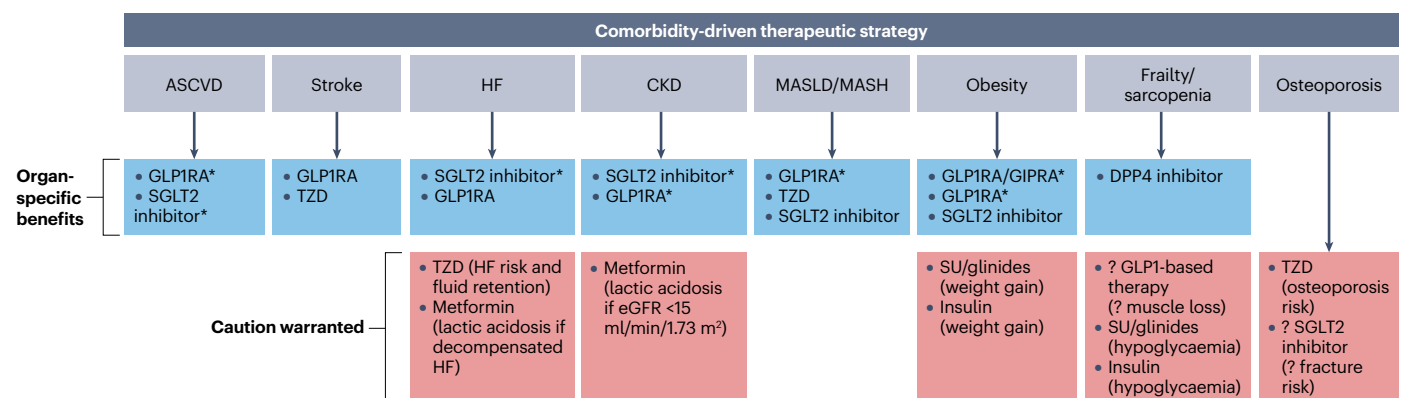 Comorbidity-driven therapeutic strategy
ASCVD
Stroke
HF
CKD
MASLD/MASH
Obesity
Frailty/
sarcopenia
Osteoporosis
Organ-
specific
benefits
• GLP1RA*
• SGLT2
inhibitor*
• GLP1RA
• TZD
• SGLT2 inhibitor*
• GLP1RA
• SGLT2 inhibitor*
• GLP1RA*
• GLP1RA*
• TZD
• SGLT2 inhibitor
• GLP1RA/GIPRA*
• GLP1RA*
• SGLT2 inhibitor
• DPP4 inhibitor
Caution warranted
• TZD (HF risk and
fluid retention)
• Metformin
(lactic acidosis if
decompensated
HF)
• Metformin
(lactic acidosis
if eGFR <15
ml/min/1.73 m²)
• SU/glinides
(weight gain)
• Insulin
(weight gain)
• ? GLP1-based
therapy
(? muscle loss)
• SU/glinides
(hypoglycaemia)
• Insulin
(hypoglycaemia)
• TZD
(osteoporosis
risk)
• ? SGLT2
inhibitor
(? fracture
risk)